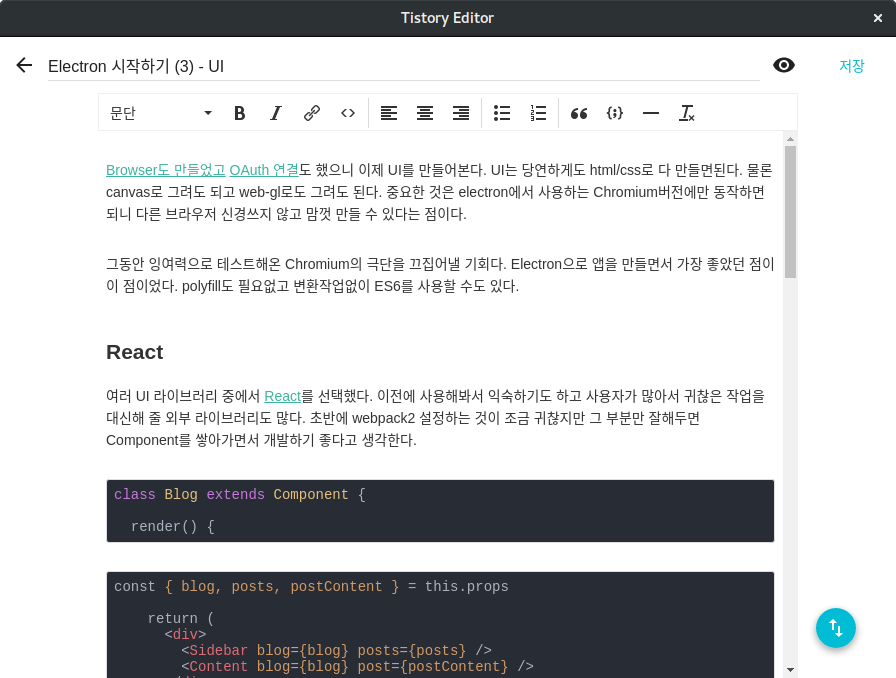 Tistory Editor
Electron 시작하기 (3) - UI
저장
문단
Browser도 만들었고 OAuth 연결도 했으니 이제 UI를 만들어본다. UI는 당연하게도 html/css로 다 만들면된다. 물론
canvas로 그려도 되고 web-gl로도 그려도 된다. 중요한 것은 electron에서 사용하는 Chromium버전에만 동작하면
되니 다른 브라우저 신경쓰지 않고 맘껏 만들 수 있다는 점이다.
그동안 잉여력으로 테스트해온 Chromium의 극단을 끄집어낼 기회다. Electron으로 앱을 만들면서 가장 좋았던 점이
이 점이었다. polyfill도 필요없고 변환작업없이 ES6를 사용할 수도 있다.
React
여러 UI 라이브러리 중에서 React를 선택했다. 이전에 사용해봐서 익숙하기도 하고 사용자가 많아서 귀찮은 작업을
대신해 줄 외부 라이브러리도 많다. 초반에 webpack2 설정하는 것이 조금 귀찮지만 그 부분만 잘해두면
Component를 쌓아가면서 개발하기 좋다고 생각한다.
class Blog extends Component {
render() {
const { blog, posts, postContent } = this.props
return (
<div>
<Sidebar blog={blog} posts={posts} />
<Content blog={blog} post={postContent} />